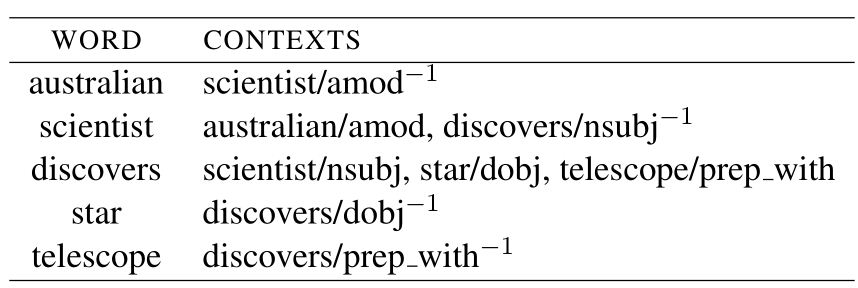 WORD CONTEXTS
australian scientist/amod⁻¹
scientist australian/amod, discovers/nsubj⁻¹
discovers scientist/nsubj, star/dobj, telescope/prep_with
star discovers/dobj⁻¹
telescope discovers/prep_with⁻¹